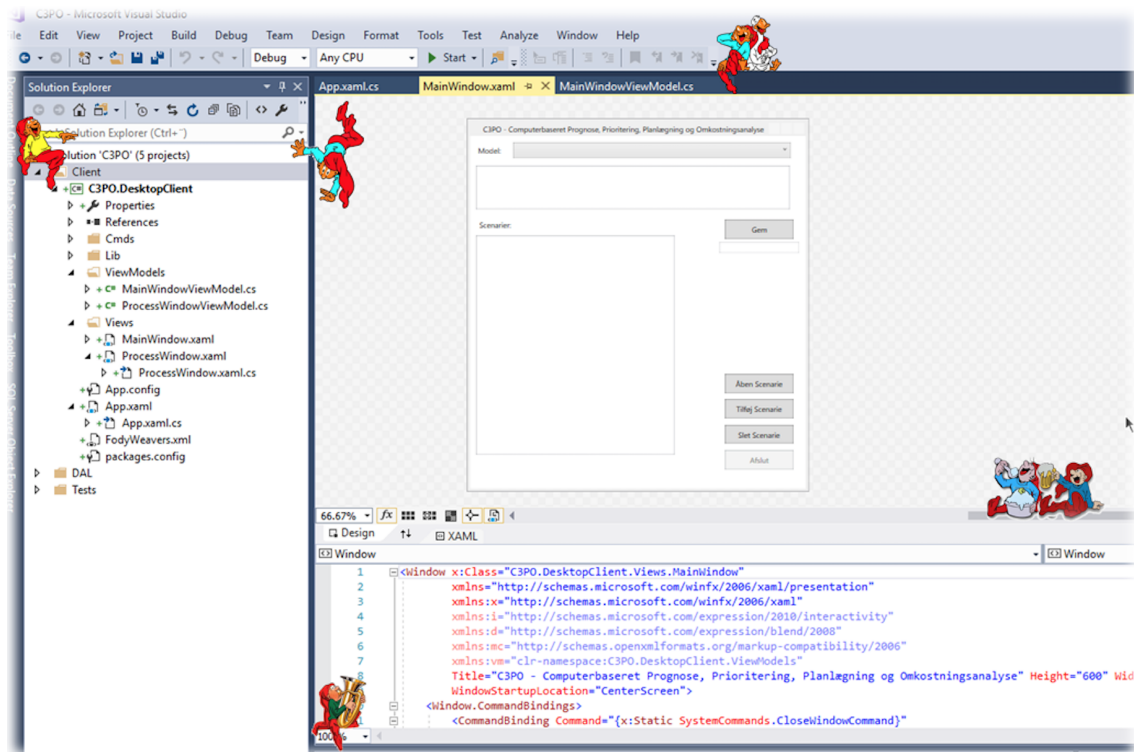 C3PO - Microsoft Visual Studio
Edit View Project Build Debug Team Design Format Tools Test Analyze Window Help
Debug Any CPU Start
Solution Explorer
App.xaml.cs MainWindow.xaml MainWindowViewModel.cs
Solution Explorer (Ctrl+¨)
'C3PO' (5 projects)
Client
C3PO.DesktopClient
Properties
References
Cmds
Lib
ViewModels
MainWindowViewModel.cs
ProcessWindowViewModel.cs
Views
MainWindow.xaml
ProcessWindow.xaml
ProcessWindow.xaml.cs
App.config
App.xaml
App.xaml.cs
FodyWeavers.xml
packages.config
DAL
Tests
C3PO - Computerbaseret Prognose, Prioritering, Planlægning og Omkostningsanalyse
Model:
Scenarier:
Gem
Åben Scenarie
Tilføj Scenarie
Slet Scenarie
Afslut
66.67% fx
Design XAML
Window Window
1 <Window x:Class="C3PO.DesktopClient.Views.MainWindow"
2 xmlns="http://schemas.microsoft.com/winfx/2006/xaml/presentation"
3 xmlns:x="http://schemas.microsoft.com/winfx/2006/xaml"
4 xmlns:i="http://schemas.microsoft.com/expression/2010/interactivity"
5 xmlns:d="http://schemas.microsoft.com/expression/blend/2008"
6 xmlns:mc="http://schemas.openxmlformats.org/markup-compatibility/2006"
7 xmlns:vm="clr-namespace:C3PO.DesktopClient.ViewModels"
8 Title="C3PO - Computerbaseret Prognose, Prioritering, Planlægning og Omkostningsanalyse" Height="600" Wid
WindowStartupLocation="CenterScreen">
<Window.CommandBindings>
<CommandBinding Command="{x:Static SystemCommands.CloseWindowCommand}"